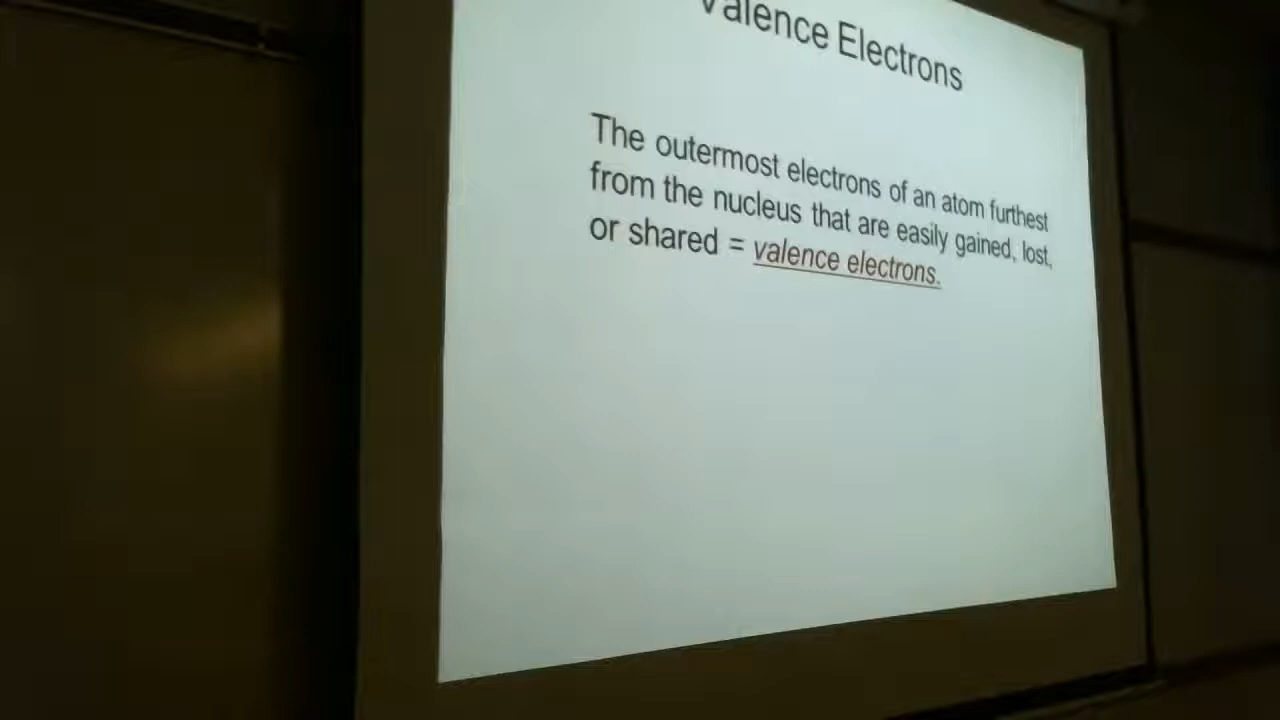 Valence Electrons
The outermost electrons of an atom furthest
from the nucleus that are easily gained, lost,
or shared = valence electrons.